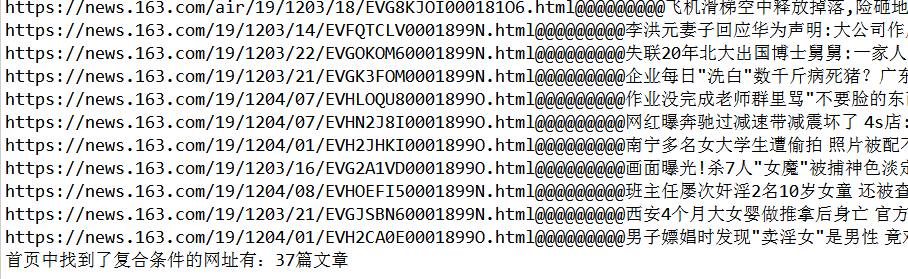 https://news.163.com/air/19/1203/18/EVG8KJOI000181O6.html@@@@@@@@@飞机滑梯空中释放掉落,险砸地
https://news.163.com/19/1203/14/EVFQTCLV0001899N.html@@@@@@@@@李洪元妻子回应华为声明:大公司作
https://news.163.com/19/1203/22/EVGOKOM60001899N.html@@@@@@@@@失联20年北大出国博士舅舅:一家人
https://news.163.com/19/1203/21/EVGK3FOM0001899N.html@@@@@@@@@企业每日"洗白"数千斤病死猪? 广东
https://news.163.com/19/1204/07/EVHLOQU80001899O.html@@@@@@@@@作业没完成老师群里骂"不要脸的东
https://news.163.com/19/1204/07/EVHN2J8I0001899O.html@@@@@@@@@网红曝奔驰过减速带减震坏了 4s店:
https://news.163.com/19/1204/01/EVH2JHKI0001899O.html@@@@@@@@@南宁多名女大学生遭偷拍 照片被配不
https://news.163.com/19/1203/16/EVG2A1VD0001899O.html@@@@@@@@@画面曝光!杀7人"女魔"被捕神色淡定
https://news.163.com/19/1204/08/EVHOEFI50001899N.html@@@@@@@@@班主任屡次奸淫2名10岁女童 还被查
https://news.163.com/19/1203/21/EVGJSBN60001899N.html@@@@@@@@@西安4个月大女婴做推拿后身亡 官方
https://news.163.com/19/1204/01/EVH2CA0E0001899O.html@@@@@@@@@男子嫖娼时发现"卖淫女"是男性 竟
首页中找到了复合条件的网址有: 37篇文章